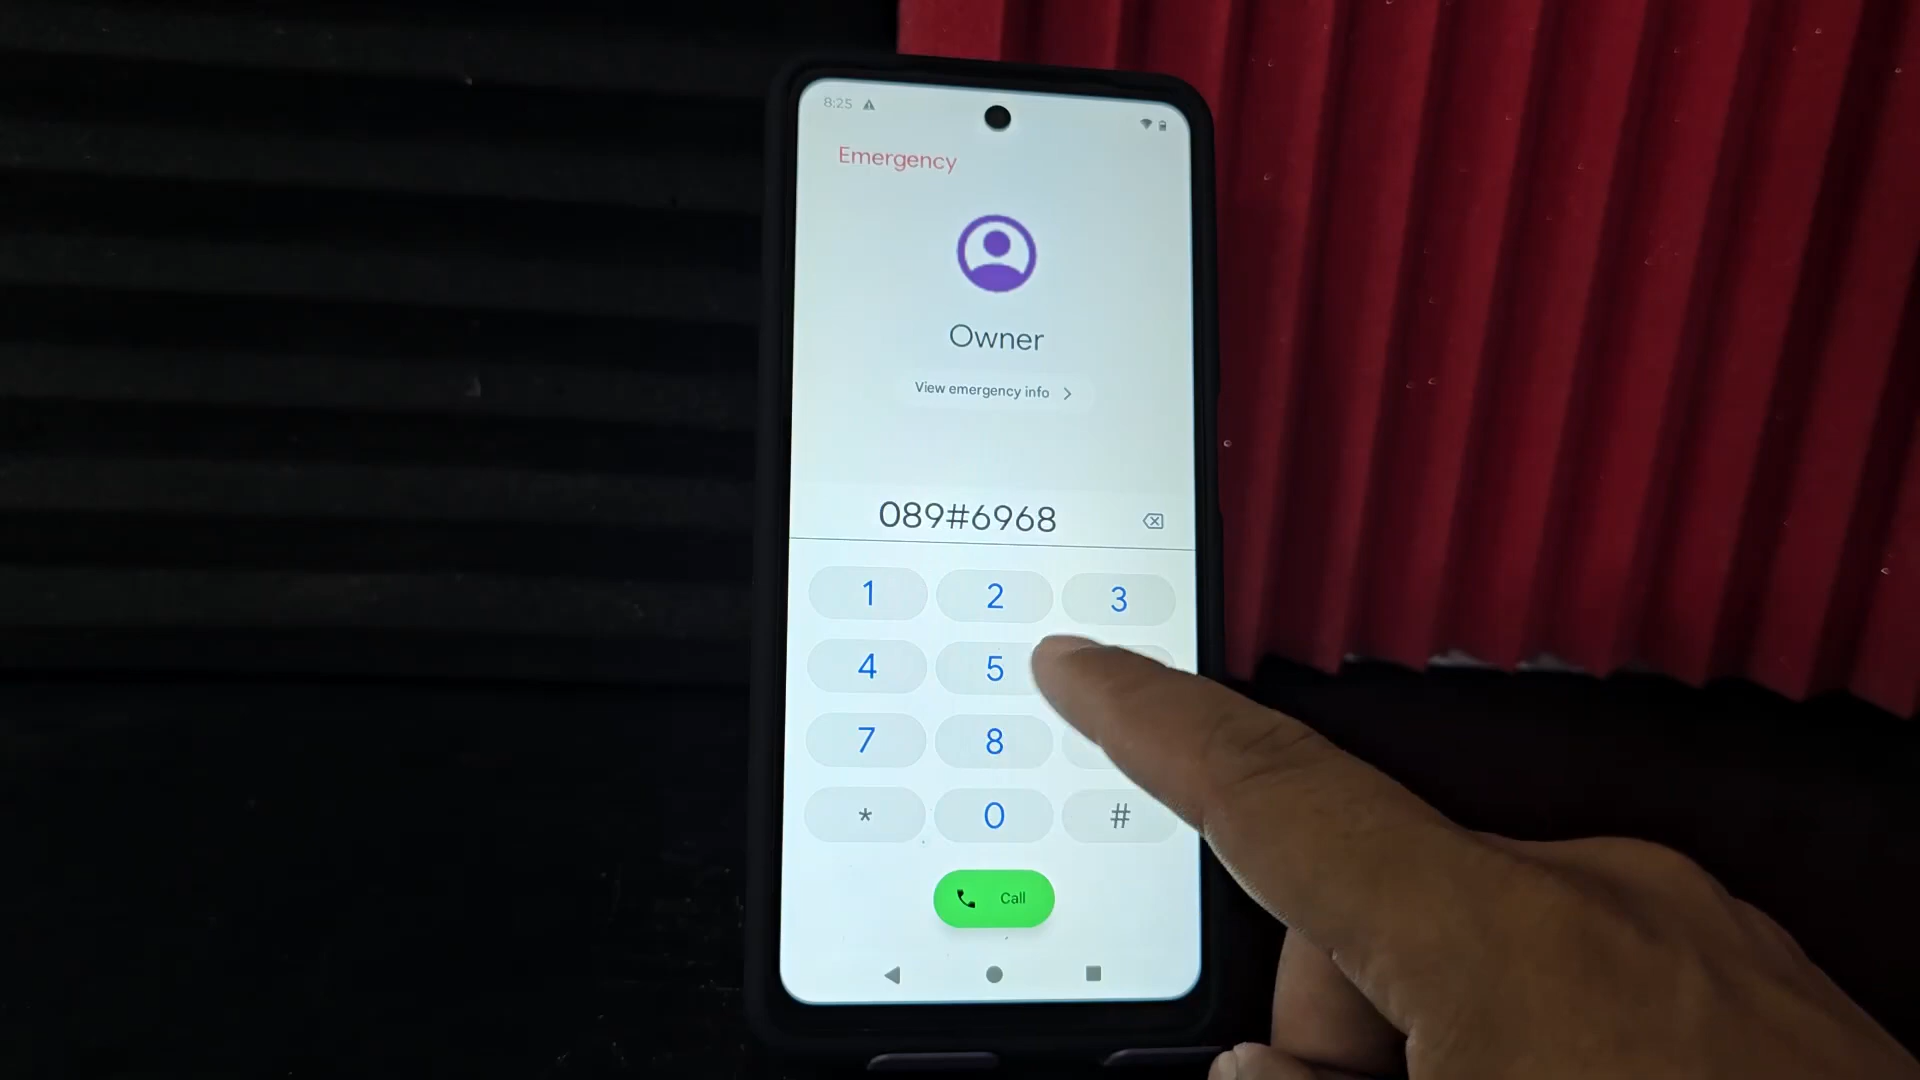 8:25
Emergency
Owner
View emergency info
089#6968
1 2 3
4 5
7 8
* 0 #
Call